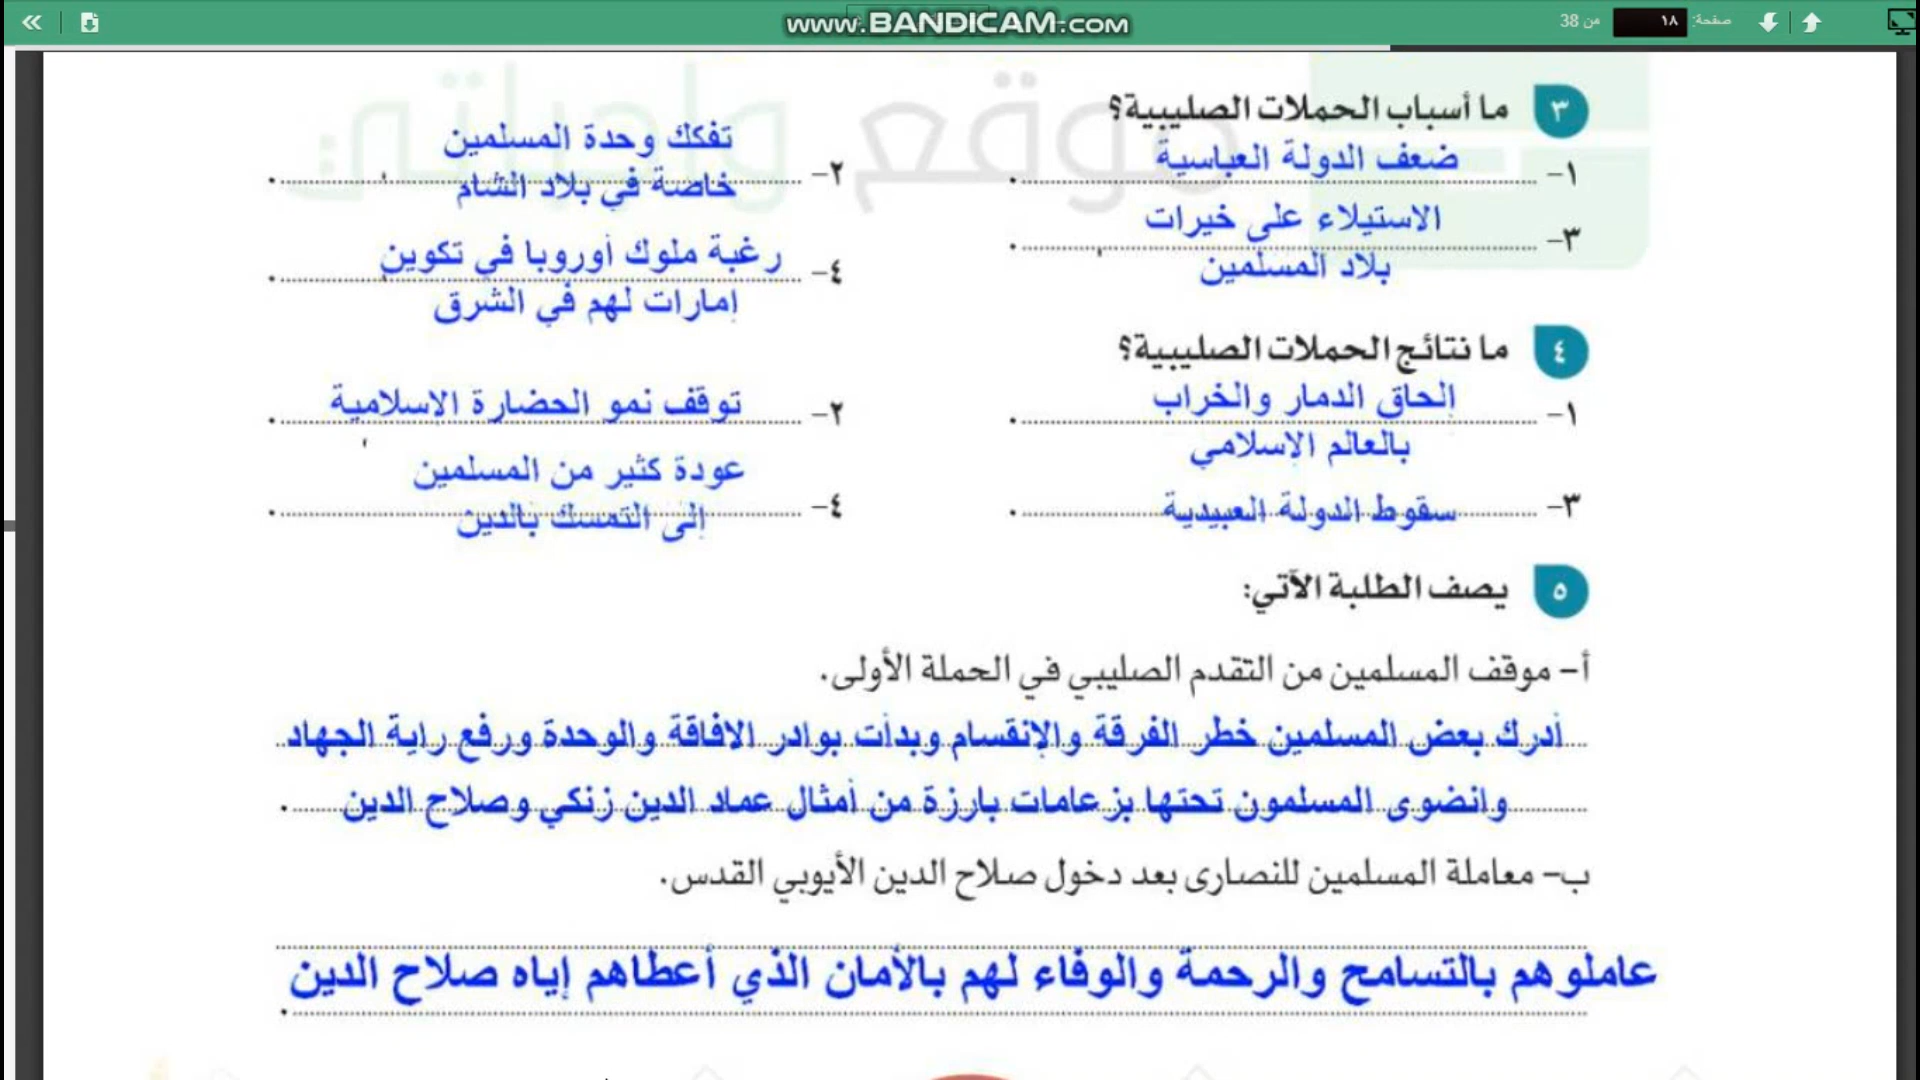 www.BANDICAM.com
صفحة: ١٨ من 38
موقع واجباتي
٣ ما أسباب الحملات الصليبية؟
١- ضعف الدولة العباسية
٢- تفكك وحدة المسلمين
خاصة في بلاد الشام
٣- الاستيلاء على خيرات
بلاد المسلمين
٤- رغبة ملوك أوروبا في تكوين
إمارات لهم في الشرق
٤ ما نتائج الحملات الصليبية؟
١- إلحاق الدمار والخراب
بالعالم الإسلامي
٢- توقف نمو الحضارة الإسلامية
٣- سقوط الدولة العبيدية
٤- عودة كثير من المسلمين
إلى التمسك بالدين
٥ يصف الطلبة الآتي:
أ- موقف المسلمين من التقدم الصليبي في الحملة الأولى.
أدرك بعض المسلمين خطر الفرقة والإنقسام وبدأت بوادر الافاقة والوحدة ورفع راية الجهاد
وانضوى المسلمون تحتها بزعامات بارزة من أمثال عماد الدين زنكي وصلاح الدين.
ب- معاملة المسلمين للنصارى بعد دخول صلاح الدين الأيوبي القدس.
عاملوهم بالتسامح والرحمة والوفاء لهم بالأمان الذي أعطاهم إياه صلاح الدين